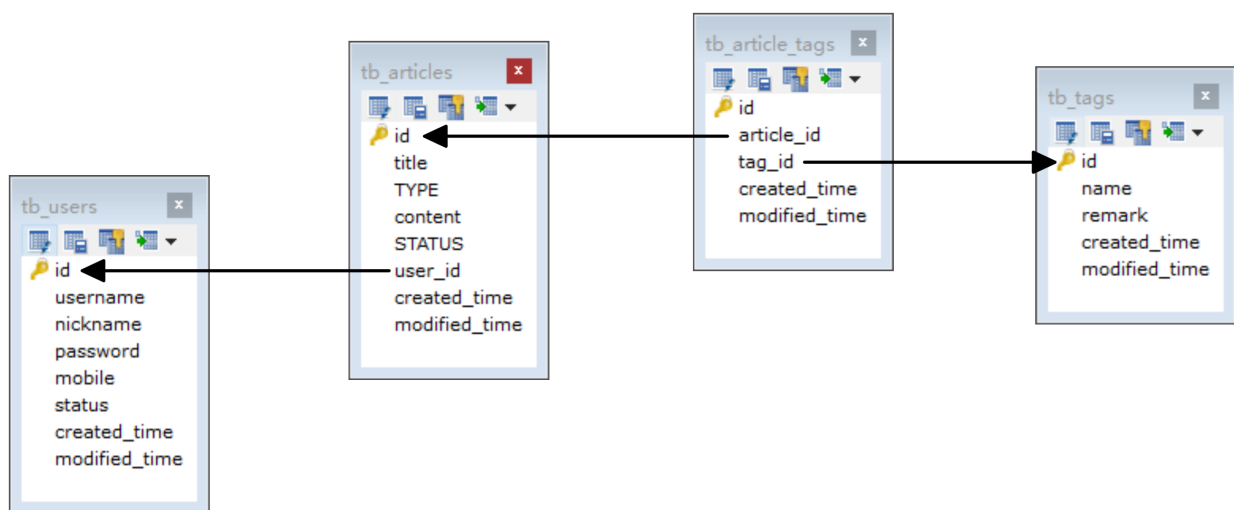 tb_users
id
username
nickname
password
mobile
status
created_time
modified_time
tb_articles
id
title
TYPE
content
STATUS
user_id
created_time
modified_time
tb_article_tags
id
article_id
tag_id
created_time
modified_time
tb_tags
id
name
remark
created_time
modified_time